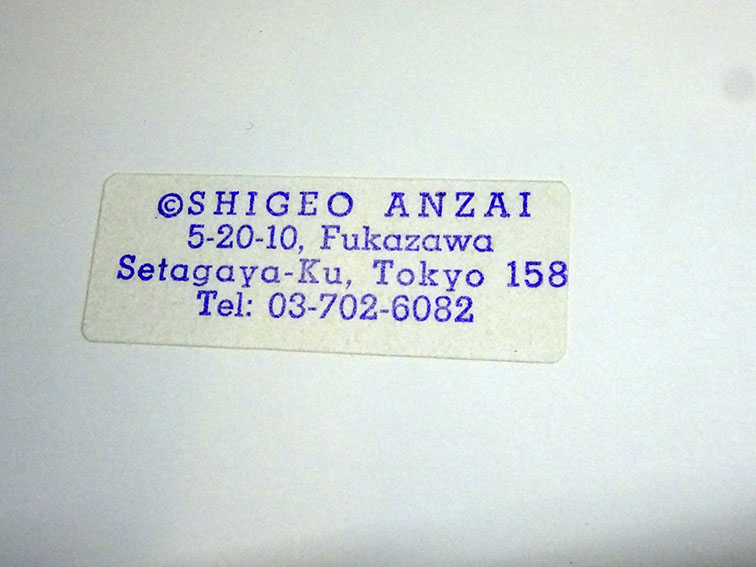 ©SHIGEO ANZAI
5-20-10, Fukazawa
Setagaya-Ku, Tokyo 158
Tel: 03-702-6082